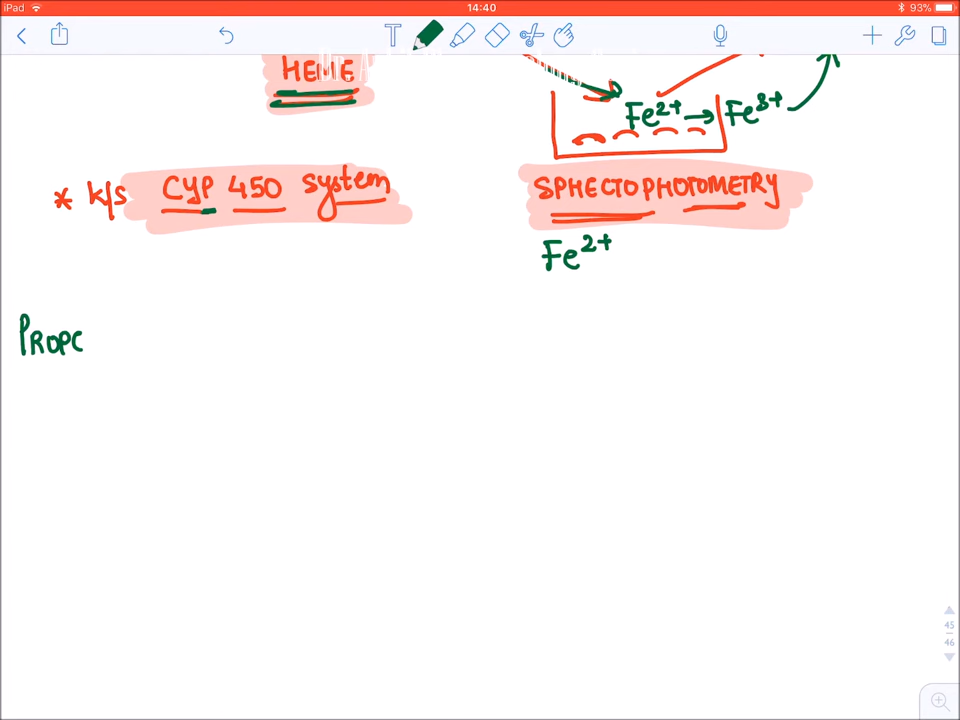 iPad 14:40 93%
T
HEME
Fe2+ → Fe3+
* k/s CYP 450 system SPHECTOPHOTOMETRY
Fe2+
PROPC
45
46